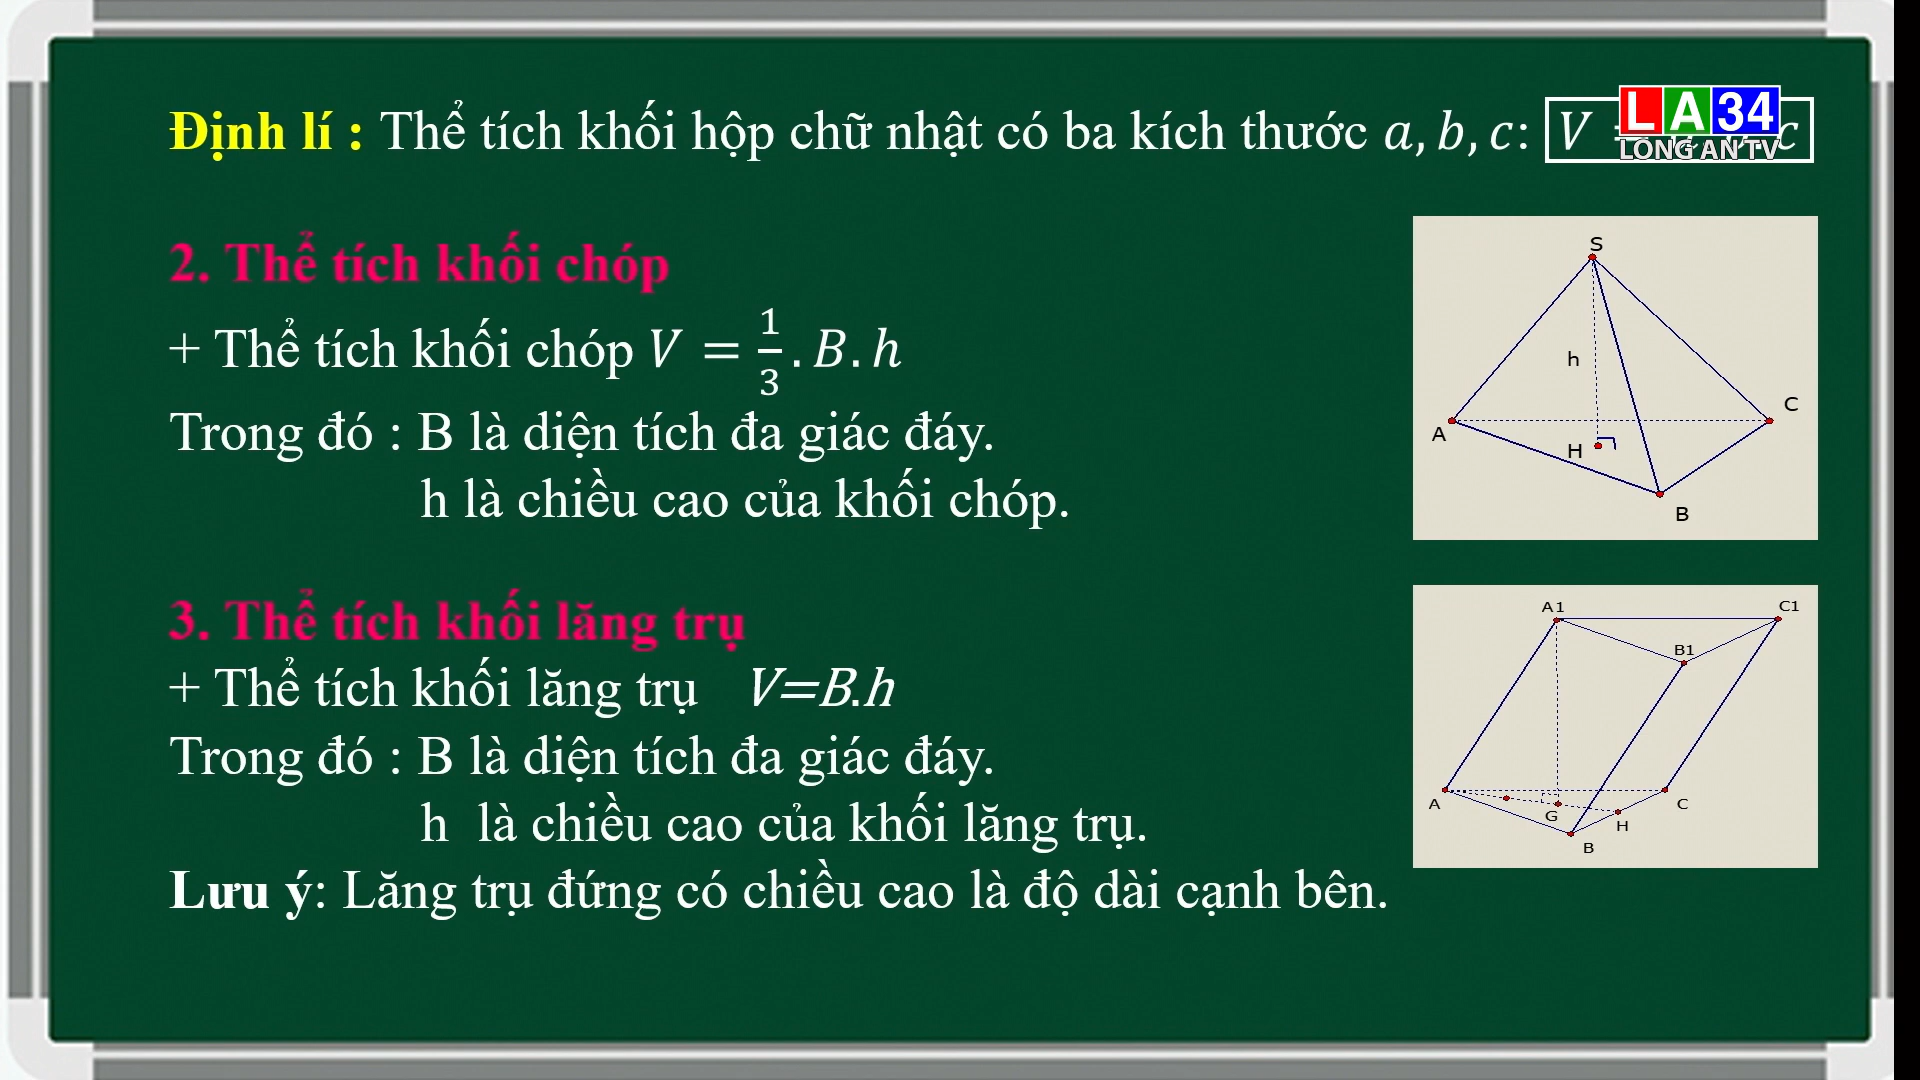 Định lí : Thể tích khối hộp chữ nhật có ba kích thước a, b, c: V c
LA34
LONG AN TV
2. Thể tích khối chóp
+ Thể tích khối chóp V = 1/3 . B. h
Trong đó : B là diện tích đa giác đáy.
h là chiều cao của khối chóp.
S
h
A
C
H
B
3. Thể tích khối lăng trụ
+ Thể tích khối lăng trụ V=B.h
Trong đó : B là diện tích đa giác đáy.
h là chiều cao của khối lăng trụ.
Lưu ý: Lăng trụ đứng có chiều cao là độ dài cạnh bên.
A1
C1
B1
A
G
C
H
B